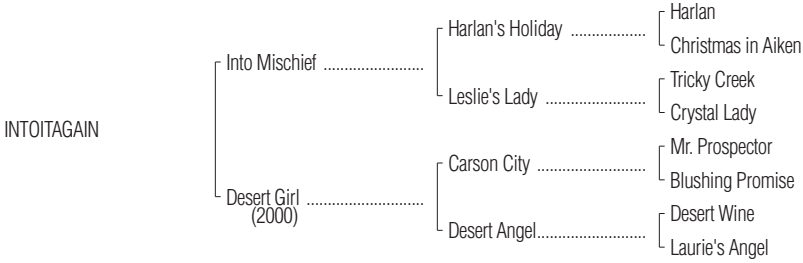 Harlan
Harlan's Holiday ..................
Christmas in Aiken
Into Mischief ........................
Tricky Creek
Leslie's Lady ........................
Crystal Lady
INTOITAGAIN
Mr. Prospector
Carson City ..........................
Blushing Promise
Desert Girl ............................
(2000)
Desert Wine
Desert Angel..........................
Laurie's Angel